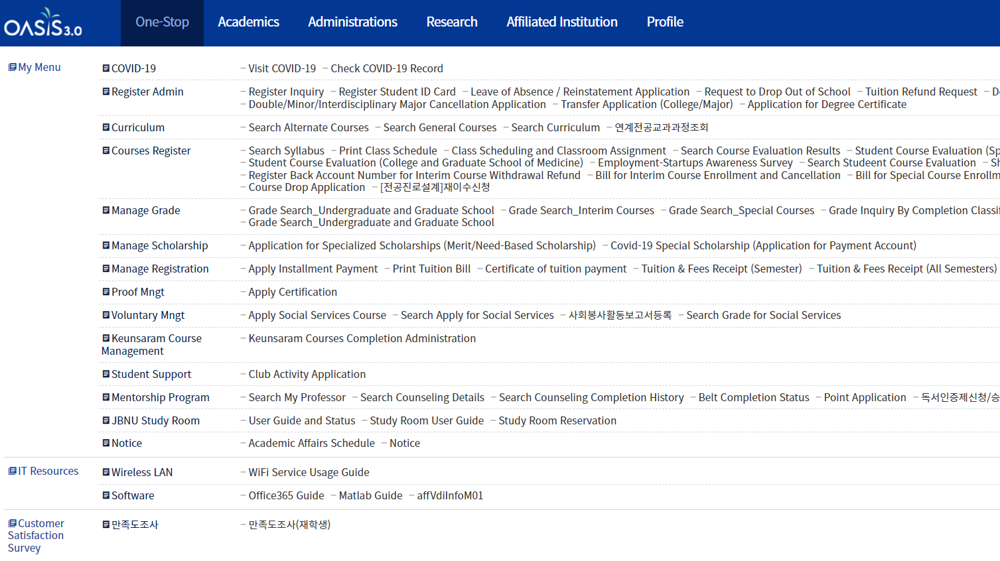 OASIS3.0 One-Stop Academics Administrations Research Affiliated Institution Profile
My Menu
COVID-19 – Visit COVID-19 – Check COVID-19 Record
Register Admin – Register Inquiry – Register Student ID Card – Leave of Absence / Reinstatement Application – Request to Drop Out of School – Tuition Refund Request –
– Double/Minor/Interdisciplinary Major Cancellation Application – Transfer Application (College/Major) – Application for Degree Certificate
Curriculum – Search Alternate Courses – Search General Courses – Search Curriculum – 연계전공교과과정조회
Courses Register – Search Syllabus – Print Class Schedule – Class Scheduling and Classroom Assignment – Search Course Evaluation Results – Student Course Evaluation (Sp
– Student Course Evaluation (College and Graduate School of Medicine) – Employment-Startups Awareness Survey – Search Studeent Course Evaluation – Sh
– Register Back Account Number for Interim Course Withdrawal Refund – Bill for Interim Course Enrollment and Cancellation – Bill for Special Course Enrollm
– Course Drop Application – [전공진로설계]재이수신청
Manage Grade – Grade Search_Undergraduate and Graduate School – Grade Search_Interim Courses – Grade Search_Special Courses – Grade Inquiry By Completion Classif
– Grade Search_Undergraduate and Graduate School
Manage Scholarship – Application for Specialized Scholarships (Merit/Need-Based Scholarship) – Covid-19 Special Scholarship (Application for Payment Account)
Manage Registration – Apply Installment Payment – Print Tuition Bill – Certificate of tuition payment – Tuition & Fees Receipt (Semester) – Tuition & Fees Receipt (All Semesters)
Proof Mngt – Apply Certification
Voluntary Mngt – Apply Social Services Course – Search Apply for Social Services – 사회봉사활동보고서등록 – Search Grade for Social Services
Keunsaram Course – Keunsaram Courses Completion Administration
Management
Student Support – Club Activity Application
Mentorship Program – Search My Professor – Search Counseling Details – Search Counseling Completion History – Belt Completion Status – Point Application – 독서인증제신청/승
JBNU Study Room – User Guide and Status – Study Room User Guide – Study Room Reservation
Notice – Academic Affairs Schedule – Notice
IT Resources
Wireless LAN – WiFi Service Usage Guide
Software – Office365 Guide – Matlab Guide – affVdiInfoM01
Customer
Satisfaction
Survey
만족도조사 – 만족도조사(재학생)